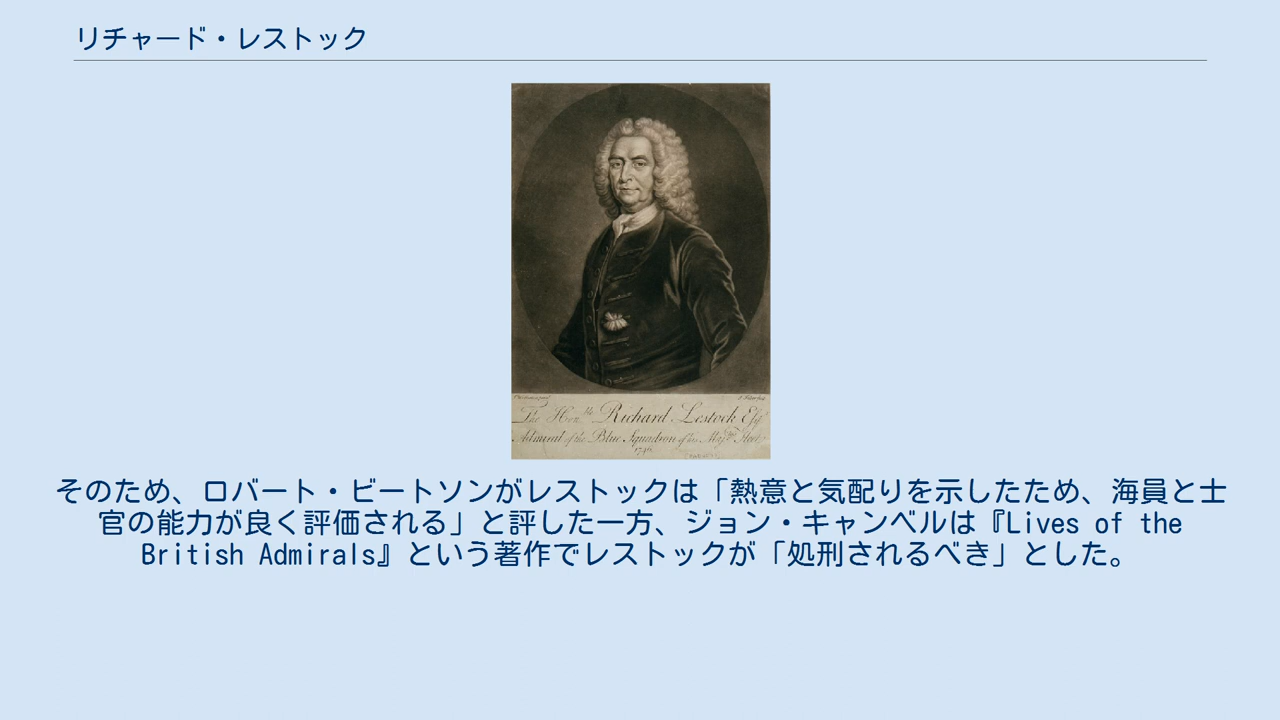 リチャード・レストック
The Hon.ble Richard Lestock Esq.
Admiral of the Blue Squadron of his Maj.ys Fleet
1746
そのため、ロバート・ビートソンがレストックは「熱意と気配りを示したため、海員と士
官の能力が良く評価される」と評した一方、ジョン・キャンベルは『Lives of the
British Admirals』という著作でレストックが「処刑されるべき」とした。